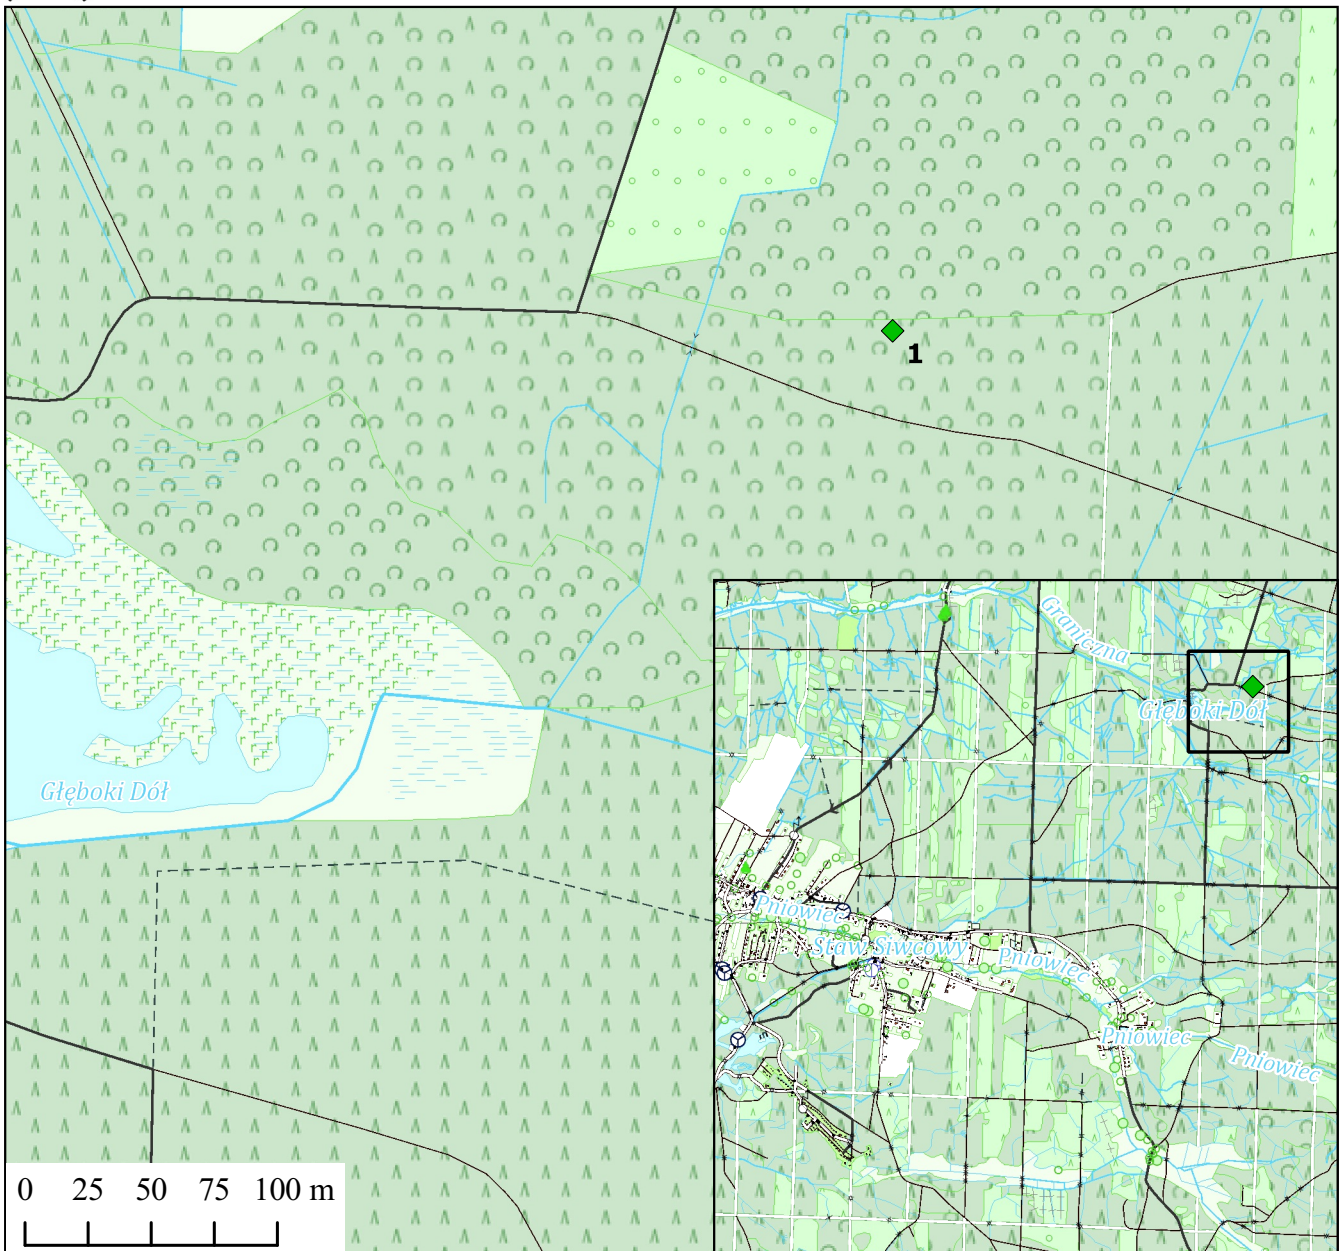 1
Graniczna
Głęboki Dół
Głęboki Dół
Pniowiec
Staw Siwcowy
Pniowiec
Pniowiec
Pniowiec
0 25 50 75 100 m